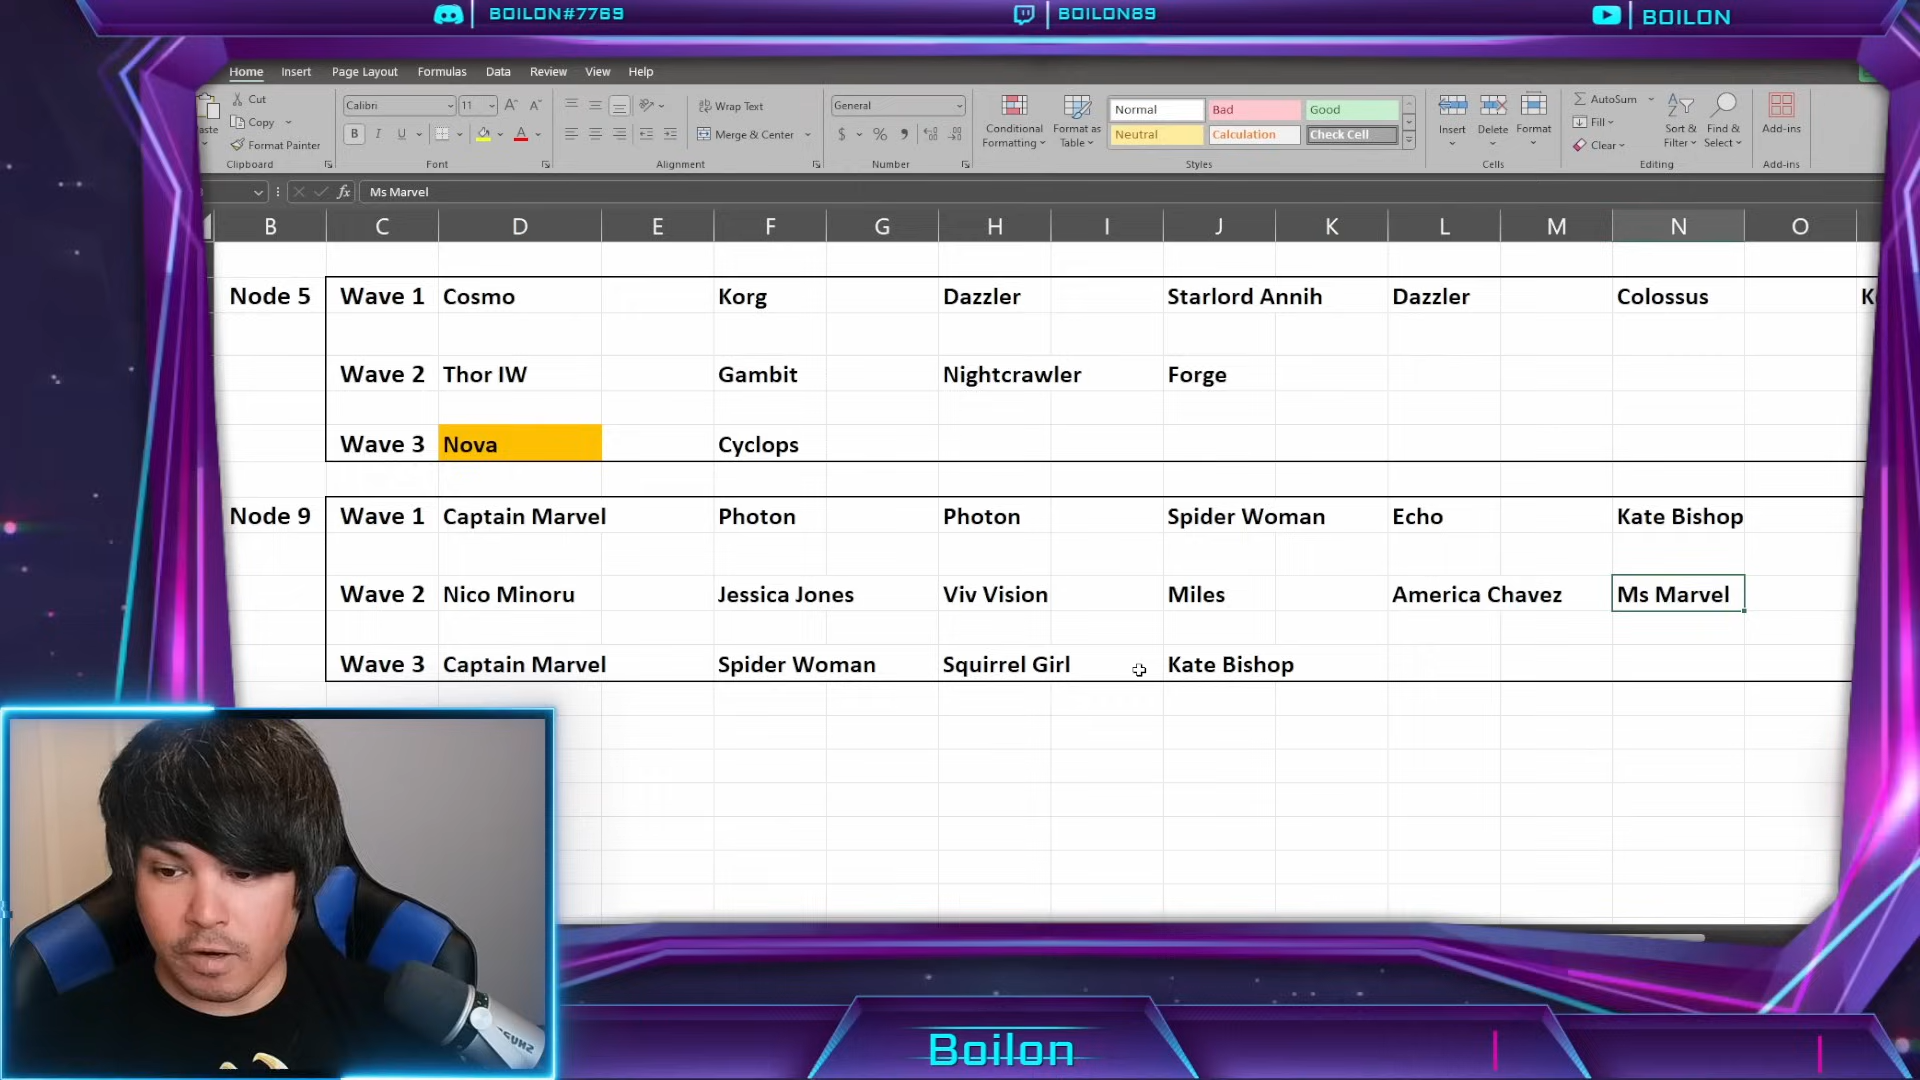 BOILON#7769 BOILON89 BOILON
Home Insert Page Layout Formulas Data Review View Help
Cut Calibri 11 Wrap Text General Normal Bad Good AutoSum
Copy Format Painter B I U A Merge & Center $ % Conditional Formatting Format as Table Neutral Calculation Check Cell Insert Delete Format Fill Clear Sort & Filter Find & Select Add-ins
Clipboard Font Alignment Number Styles Cells Editing Add-ins
fx Ms Marvel
B C D E F G H I J K L M N O
Node 5 Wave 1 Cosmo Korg Dazzler Starlord Annih Dazzler Colossus
Wave 2 Thor IW Gambit Nightcrawler Forge
Wave 3 Nova Cyclops
Node 9 Wave 1 Captain Marvel Photon Photon Spider Woman Echo Kate Bishop
Wave 2 Nico Minoru Jessica Jones Viv Vision Miles America Chavez Ms Marvel
Wave 3 Captain Marvel Spider Woman Squirrel Girl Kate Bishop
Boilon